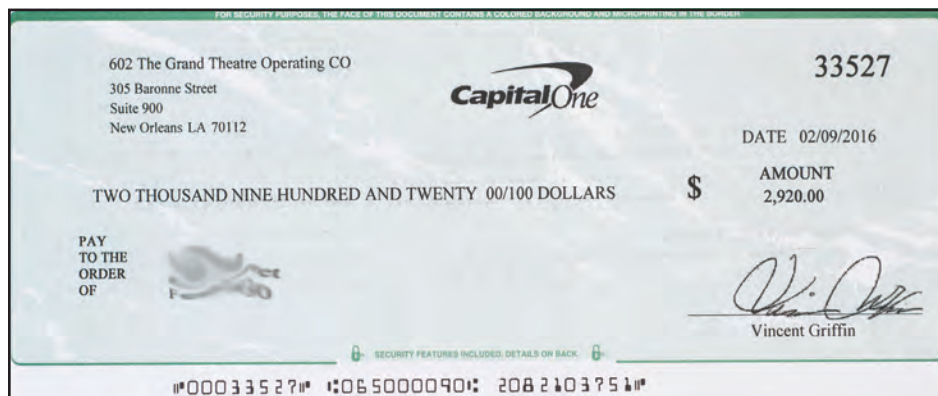 FOR SECURITY PURPOSES, THE FACE OF THIS DOCUMENT CONTAINS A COLORED BACKGROUND AND MICROPRINTING IN THE BORDER
602 The Grand Theatre Operating CO
305 Baronne Street
Suite 900
New Orleans LA 70112
Capital One
33527
DATE 02/09/2016
AMOUNT
TWO THOUSAND NINE HUNDRED AND TWENTY 00/100 DOLLARS $ 2,920.00
PAY
TO THE
ORDER
OF
Vincent Griffin
SECURITY FEATURES INCLUDED. DETAILS ON BACK.
⑈00033527⑈ ⑆065000090⑆ 2082103751⑈